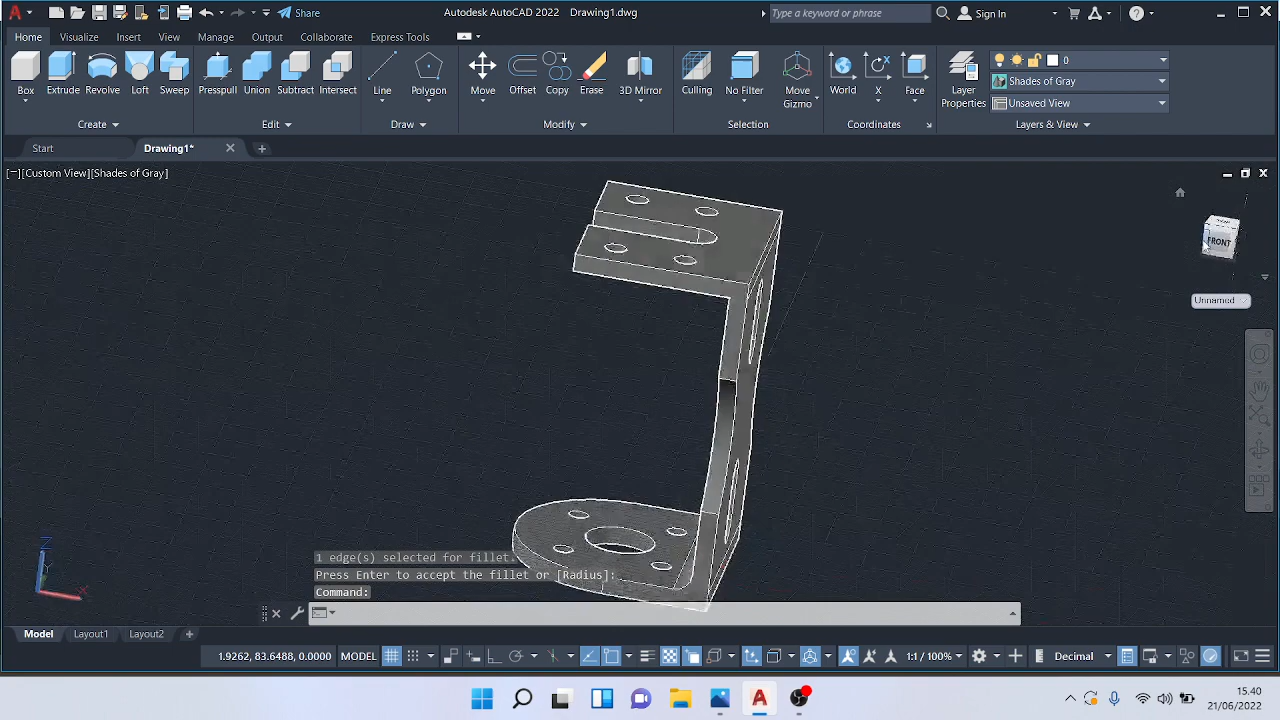 Share
Autodesk AutoCAD 2022 Drawing1.dwg
Type a keyword or phrase
Sign In
Home Visualize Insert View Manage Output Collaborate Express Tools
0
Shades of Gray
Box Extrude Revolve Loft Sweep Presspull Union Subtract Intersect Line Polygon Move Offset Copy Erase 3D Mirror Culling No Filter Move Gizmo World X Face Layer Properties
Unsaved View
Create Edit Draw Modify Selection Coordinates Layers & View
Start Drawing1*
[−][Custom View][Shades of Gray]
FRONT
Unnamed
Z
X
1 edge(s) selected for fillet.
Press Enter to accept the fillet or [Radius]:
Command:
Model Layout1 Layout2
1.9262, 83.6488, 0.0000 MODEL 1:1 / 100% Decimal
15.40
21/06/2022